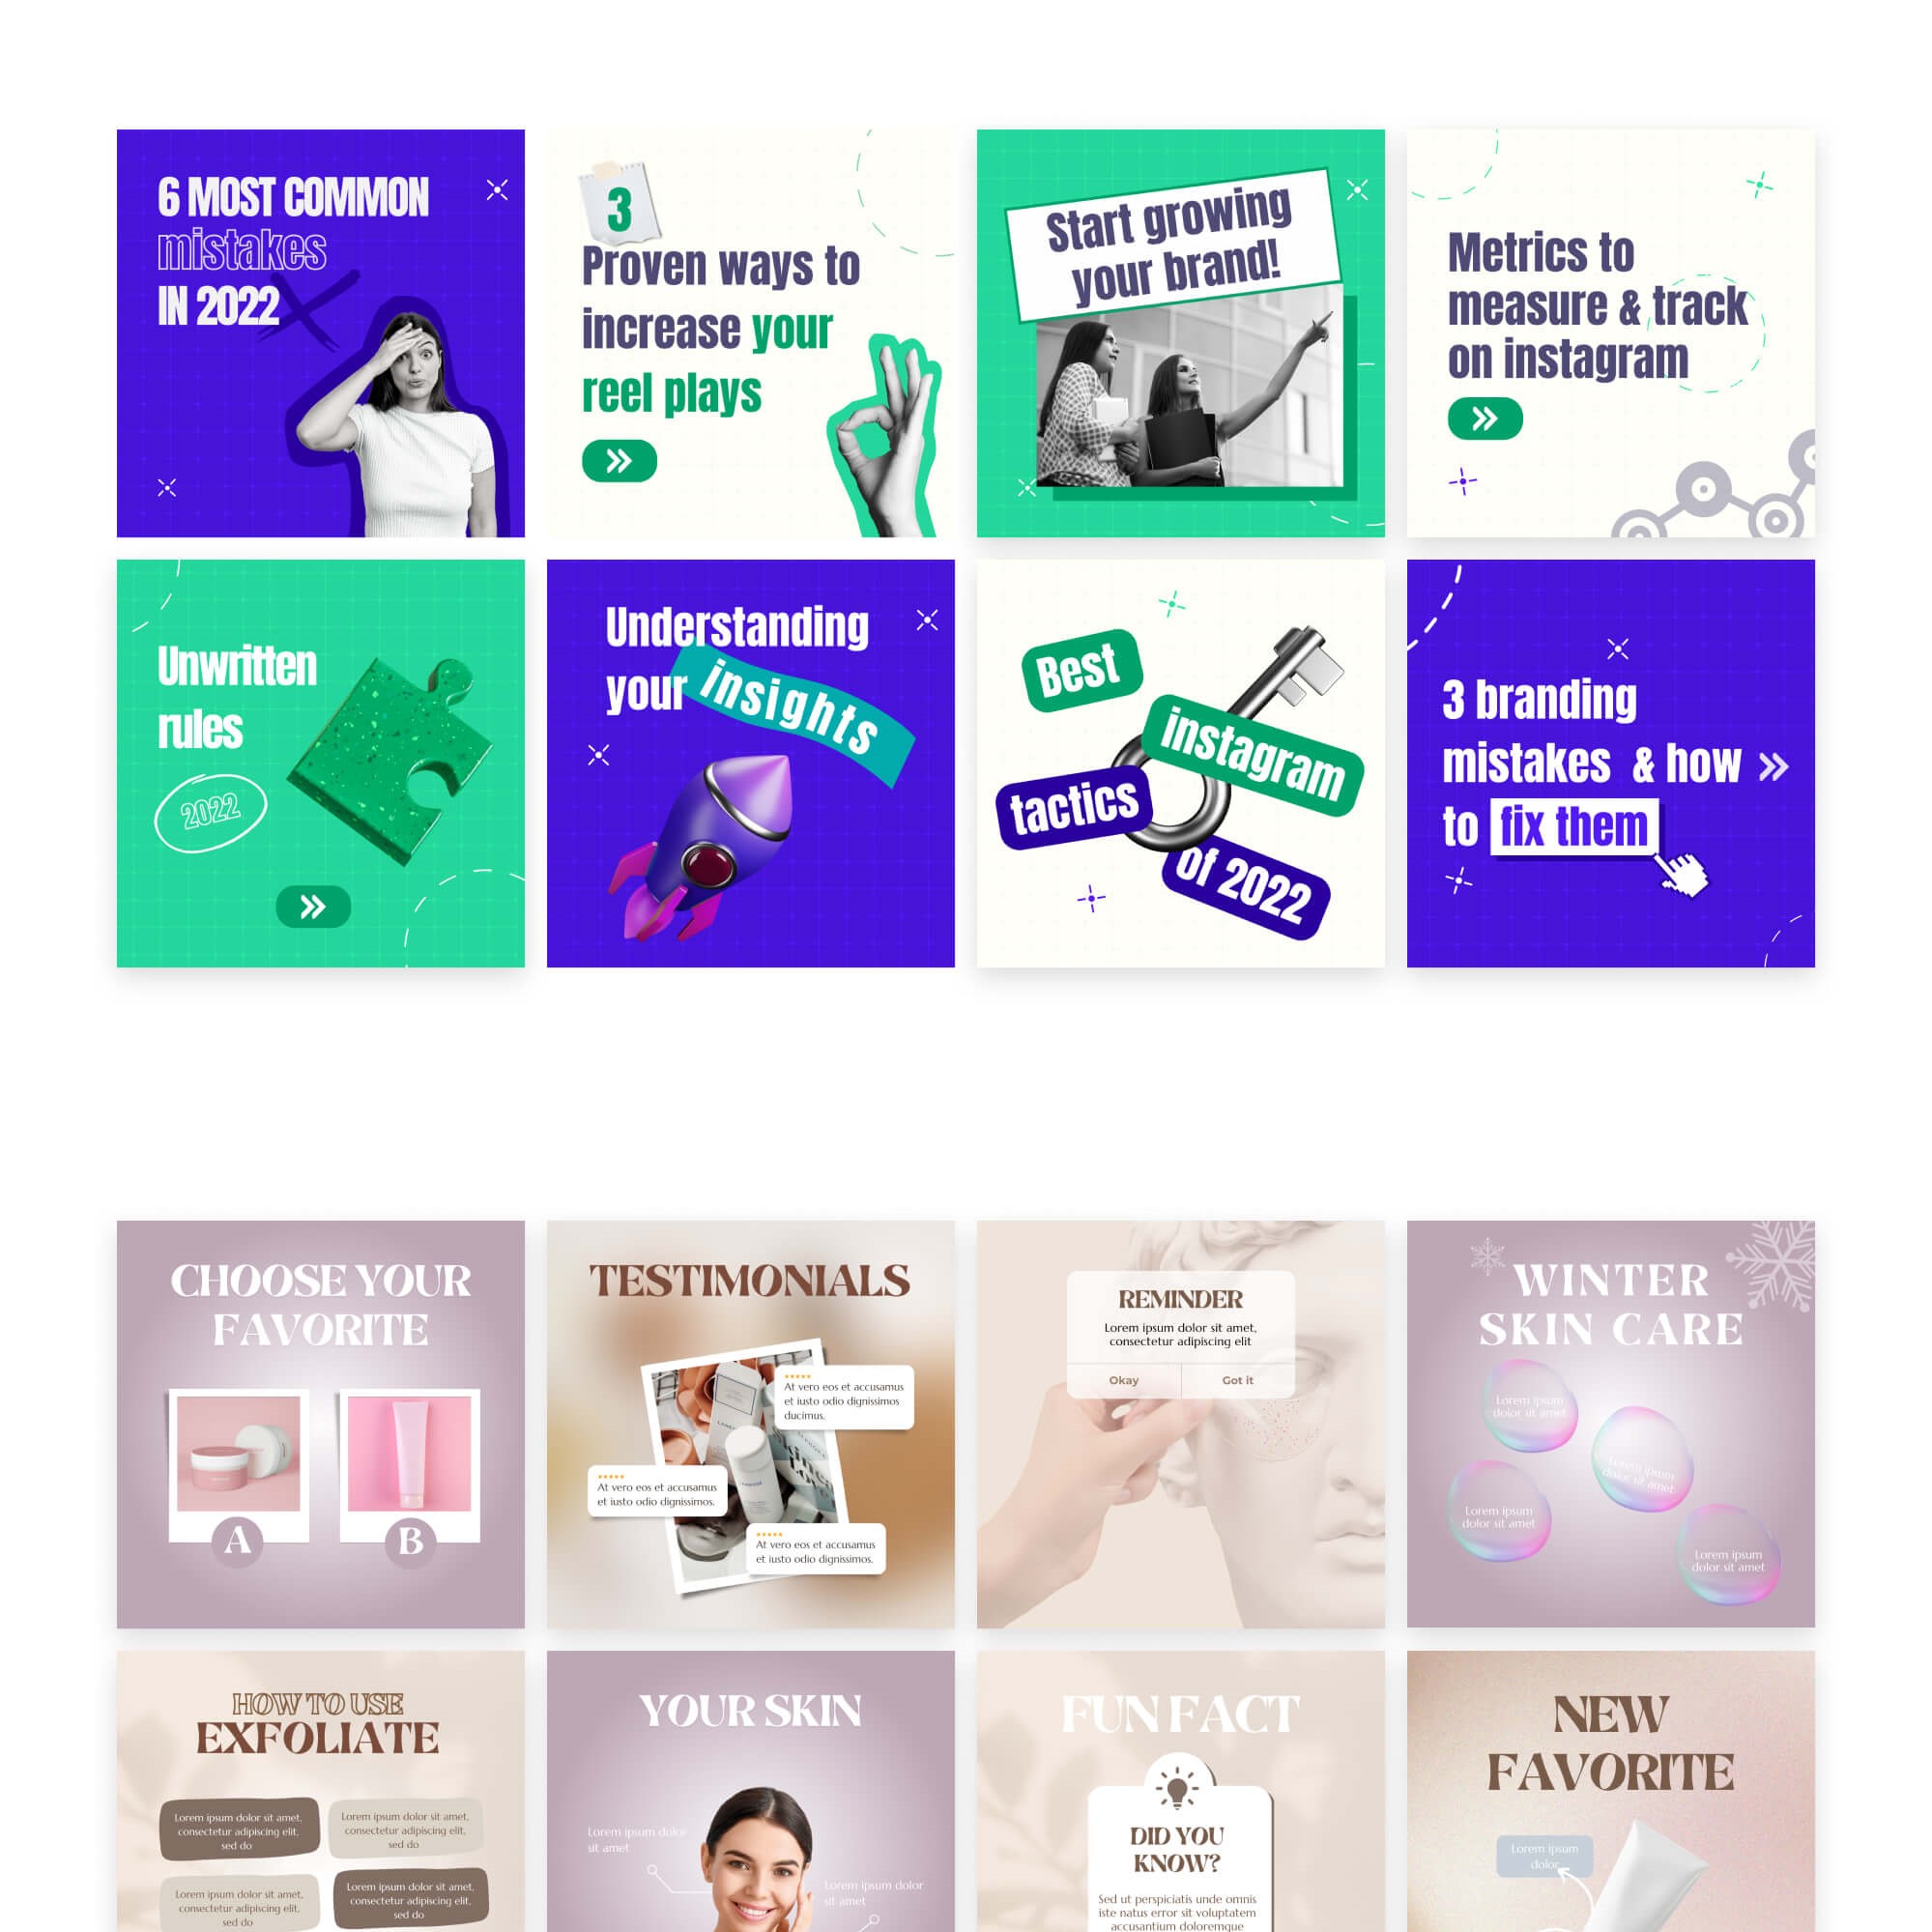 6 MOST COMMON
mistakes
IN 2022
3
Proven ways to
increase your
reel plays
Start growing
your brand!
Metrics to
measure & track
on instagram
Unwritten
rules
2022
Understanding
your insights
Best
instagram
tactics
of 2022
3 branding
mistakes & how
to fix them
CHOOSE YOUR
FAVORITE
A
B
TESTIMONIALS
At vero eos et accusamus
et iusto odio dignissimos
ducimus.
At vero eos et accusamus
et iusto odio dignissimos.
At vero eos et accusamus
et iusto odio dignissimos.
REMINDER
Lorem ipsum dolor sit amet,
consectetur adipiscing elit
Okay
Got it
WINTER
SKIN CARE
Lorem ipsum
dolor sit amet
Lorem ipsum
dolor sit amet
Lorem ipsum
dolor sit amet
Lorem ipsum
dolor sit amet
HOW TO USE
EXFOLIATE
Lorem ipsum dolor sit amet,
consectetur adipiscing elit,
sed do
Lorem ipsum dolor sit amet,
consectetur adipiscing elit,
sed do
Lorem ipsum dolor sit amet,
consectetur adipiscing elit,
sed do
Lorem ipsum dolor sit amet,
consectetur adipiscing elit,
sed do
YOUR SKIN
Lorem ipsum dolor
sit amet
Lorem ipsum dolor
sit amet
FUN FACT
DID YOU
KNOW?
Sed ut perspiciatis unde omnis
iste natus error sit voluptatem
accusantium doloremque
NEW
FAVORITE
Lorem ipsum
dolor